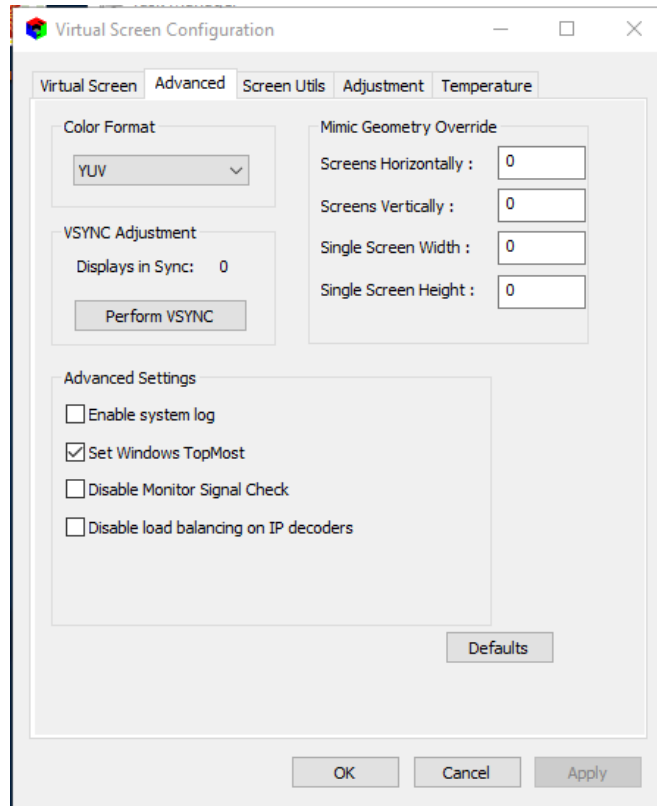 Virtual Screen Configuration
Virtual Screen
Advanced
Screen Utils
Adjustment
Temperature
Color Format
YUV
VSYNC Adjustment
Displays in Sync: 0
Perform VSYNC
Mimic Geometry Override
Screens Horizontally : 0
Screens Vertically : 0
Single Screen Width : 0
Single Screen Height : 0
Advanced Settings
Enable system log
Set Windows TopMost
Disable Monitor Signal Check
Disable load balancing on IP decoders
Defaults
OK
Cancel
Apply